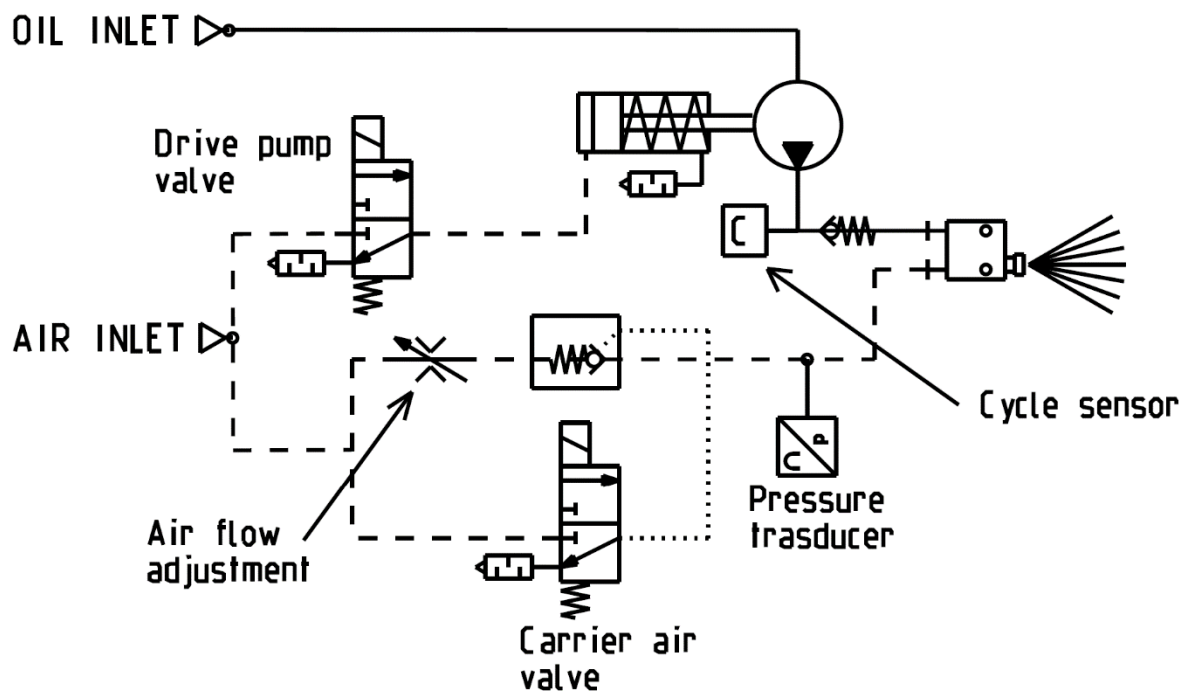 OIL INLET
Drive pump
valve
C
AIR INLET
Cycle sensor
p
U
Pressure
trasducer
Air flow
adjustment
Carrier air
valve